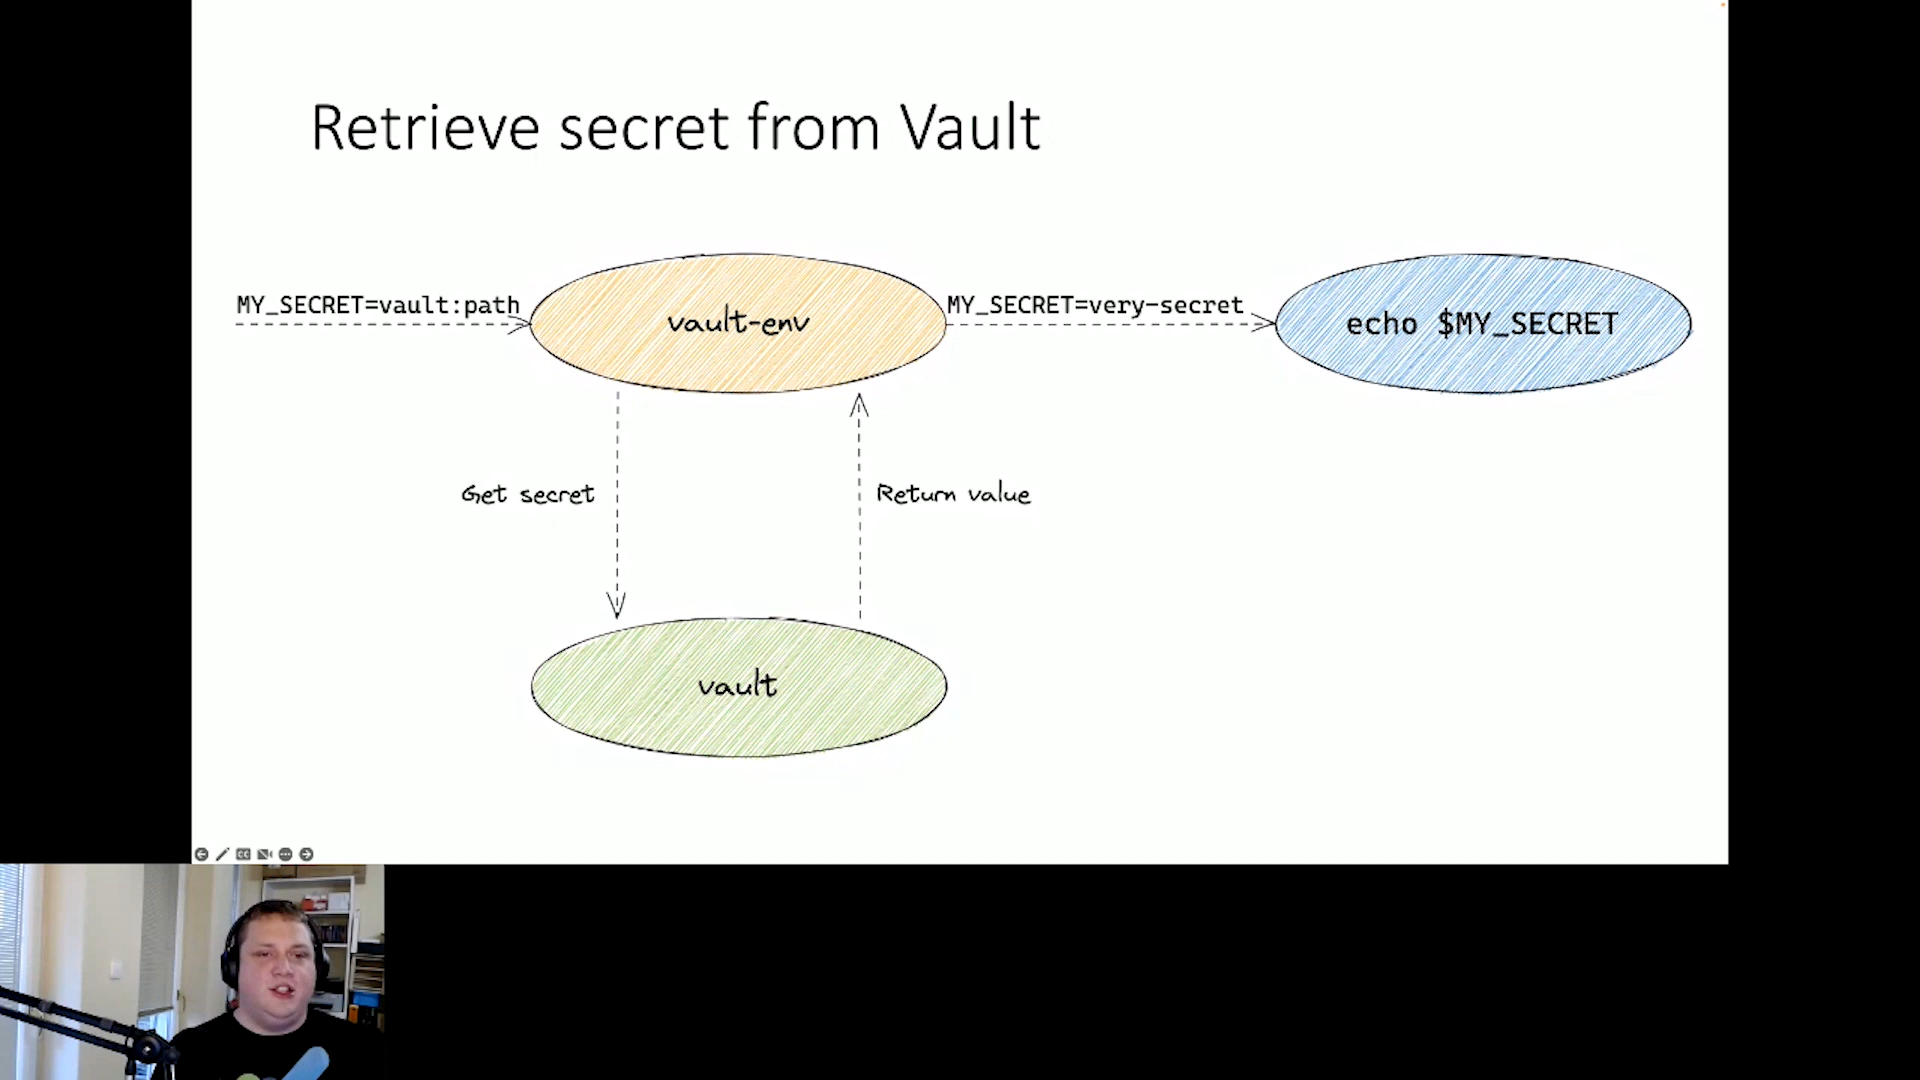 Retrieve secret from Vault
MY_SECRET=vault:path
vault-env
MY_SECRET=very-secret
echo $MY_SECRET
Get secret
Return value
vault
CC